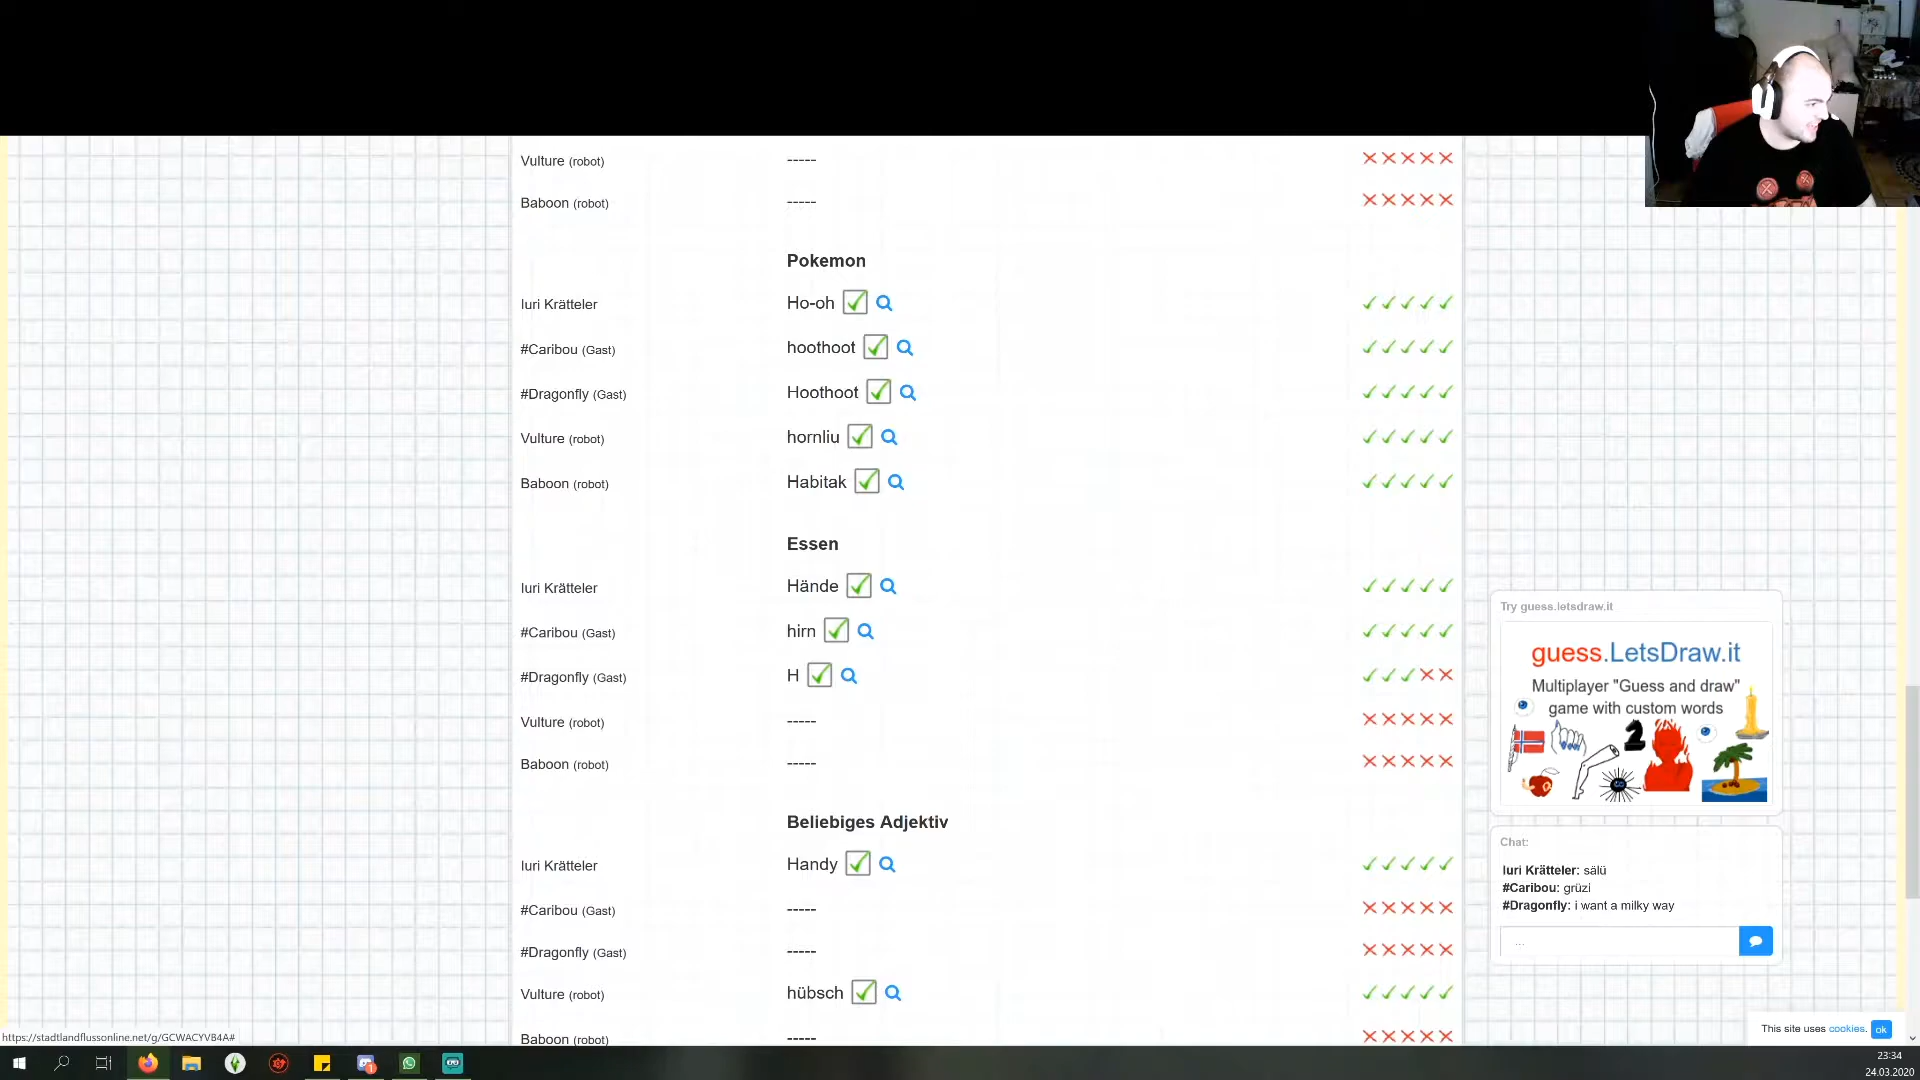 Vulture (robot) -----
Baboon (robot) -----
Pokemon
Iuri Krätteler Ho-oh
#Caribou (Gast) hoothoot
#Dragonfly (Gast) Hoothoot
Vulture (robot) hornliu
Baboon (robot) Habitak
Essen
Iuri Krätteler Hände
#Caribou (Gast) hirn
#Dragonfly (Gast) H
Vulture (robot) -----
Baboon (robot) -----
Beliebiges Adjektiv
Iuri Krätteler Handy
#Caribou (Gast) -----
#Dragonfly (Gast) -----
Vulture (robot) hübsch
Baboon (robot) -----
Try guess.letsdraw.it
guess.LetsDraw.it
Multiplayer "Guess and draw"
game with custom words
Chat:
Iuri Krätteler: sälü
#Caribou: grüzi
#Dragonfly: i want a milky way
...
This site uses cookies. ok
https://stadtlandflussonline.net/g/GCWACYVB4A#
23:34
24.03.2020